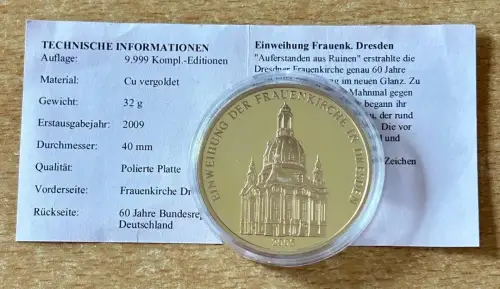 TECHNISCHE INFORMATIONEN
Auflage: 9.999 Kompl.-Editionen
Material: Cu vergoldet
Gewicht: 32 g
Erstausgabejahr: 2009
Durchmesser: 40 mm
Qualität: Polierte Platte
Vorderseite: Frauenkirche Dr
Rückseite: 60 Jahre Bundesre
Deutschland
Einweihung Frauenk. Dresden
"Auferstanden aus Ruinen" erstrahlte die
Dresdner Frauenkirche genau 60 Jahre
ung im neuen Glanz. Zu
Mahnmal gegen
begann ihr
au, der rund
Die vor
und
Zeichen
EINWEIHUNG DER FRAUENKIRCHE IN DRESDEN
2005